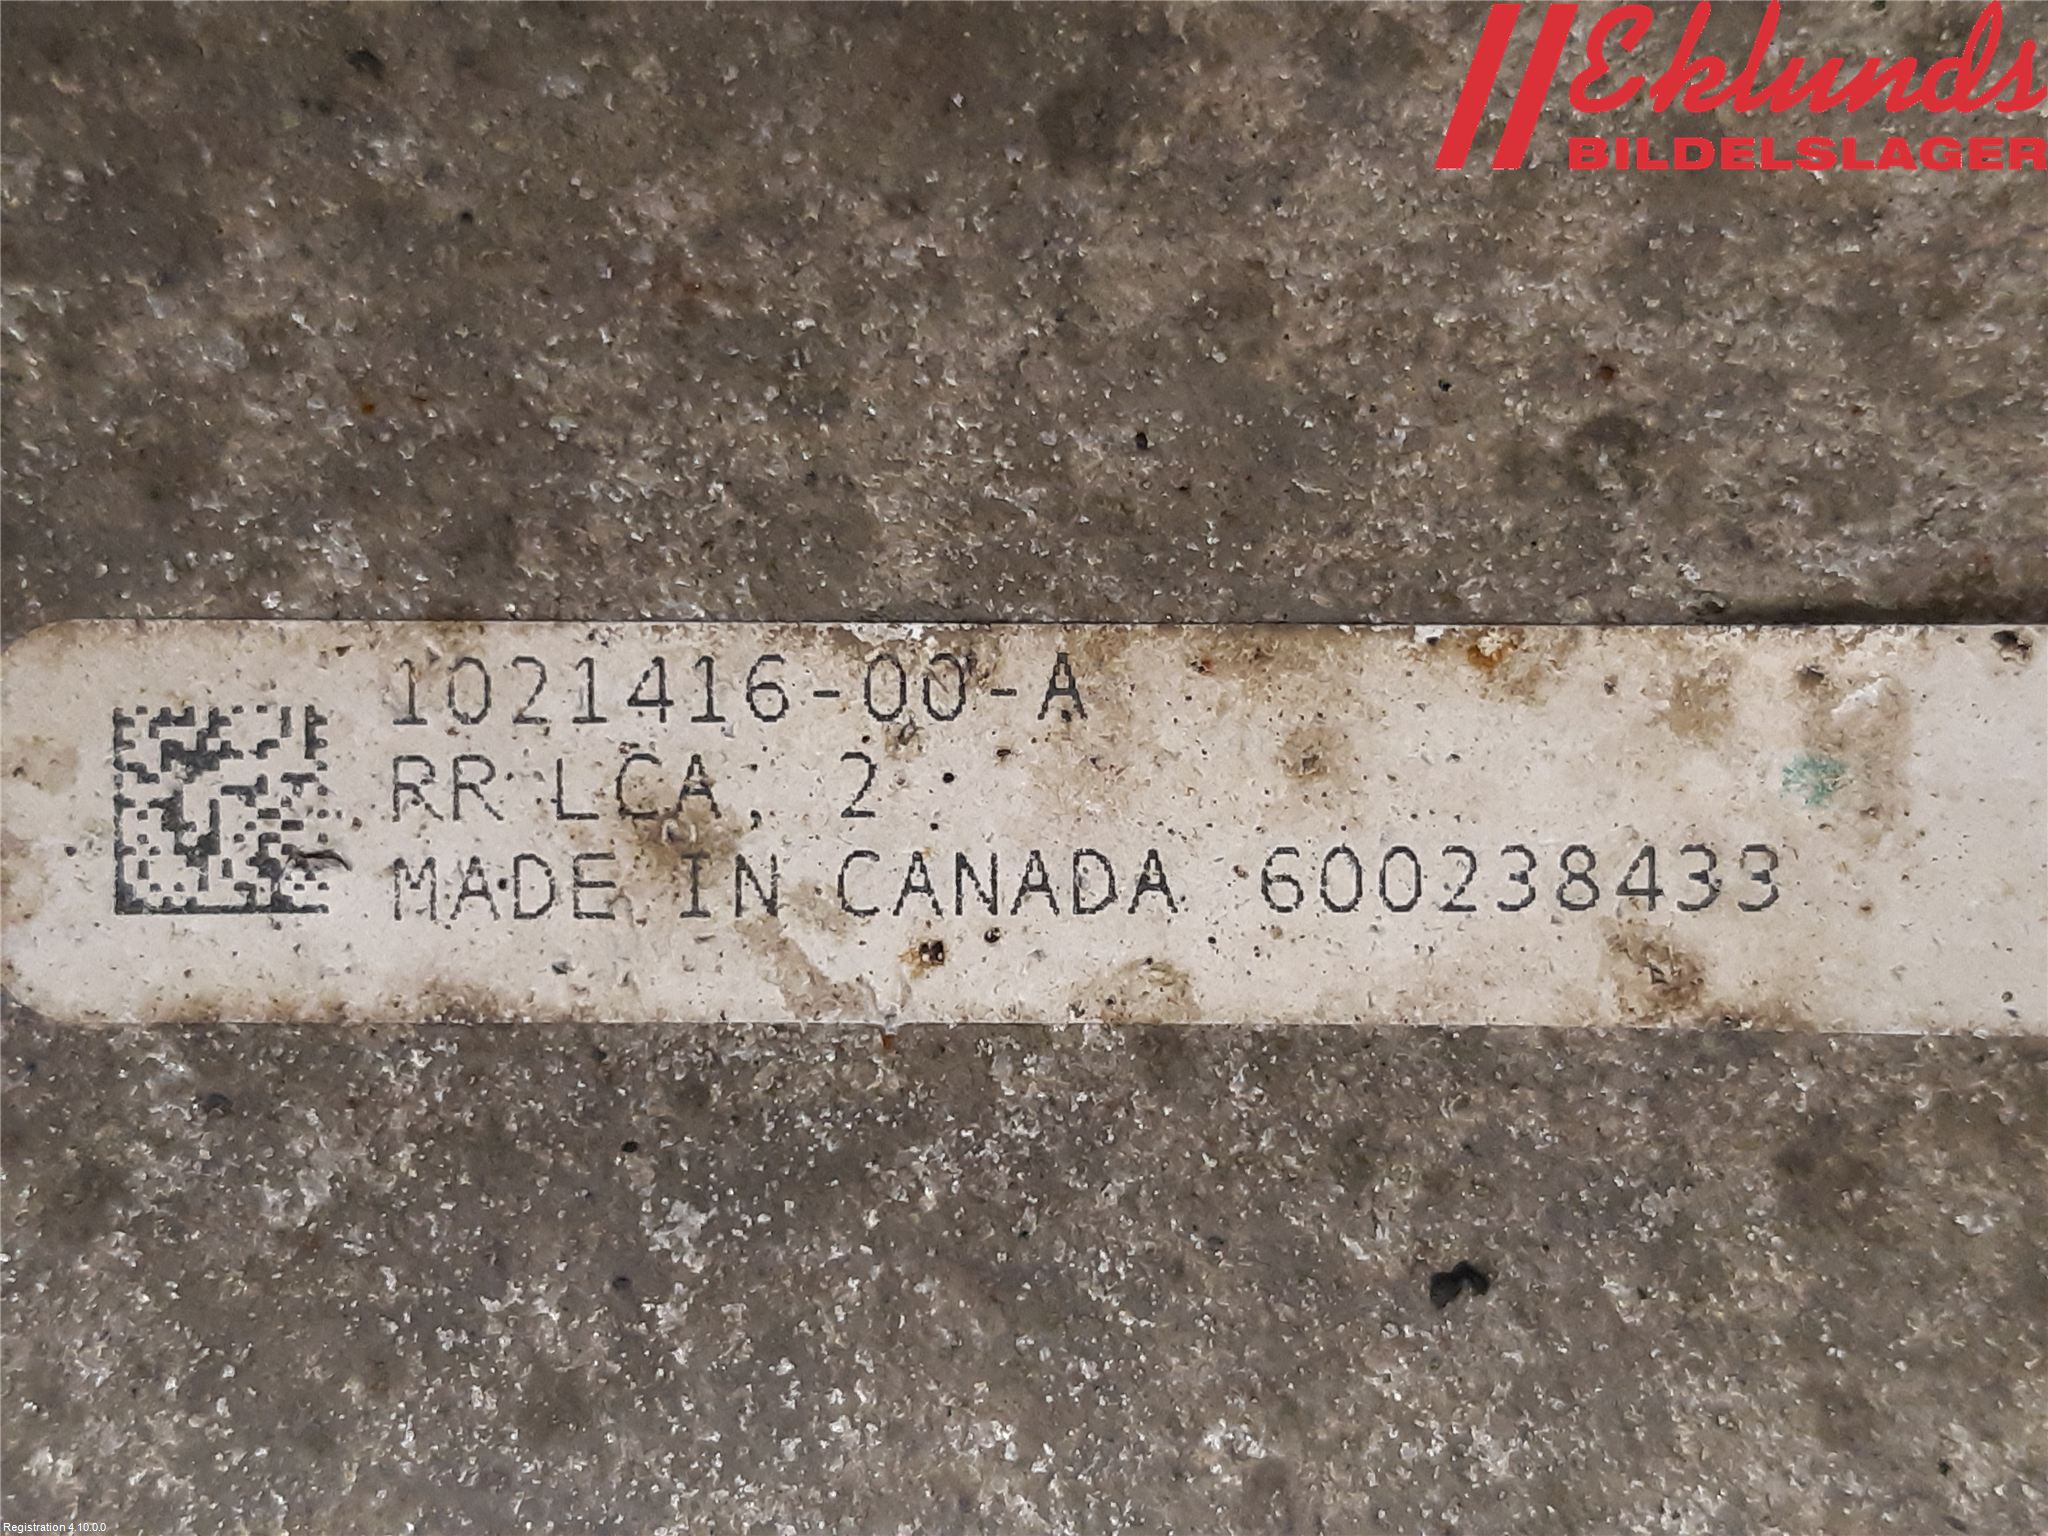 Eklunds
BILDELSLAGER
1021416-00-A
RR LCA, 2
MADE IN CANADA 600238433
Registration 4.10.0.0